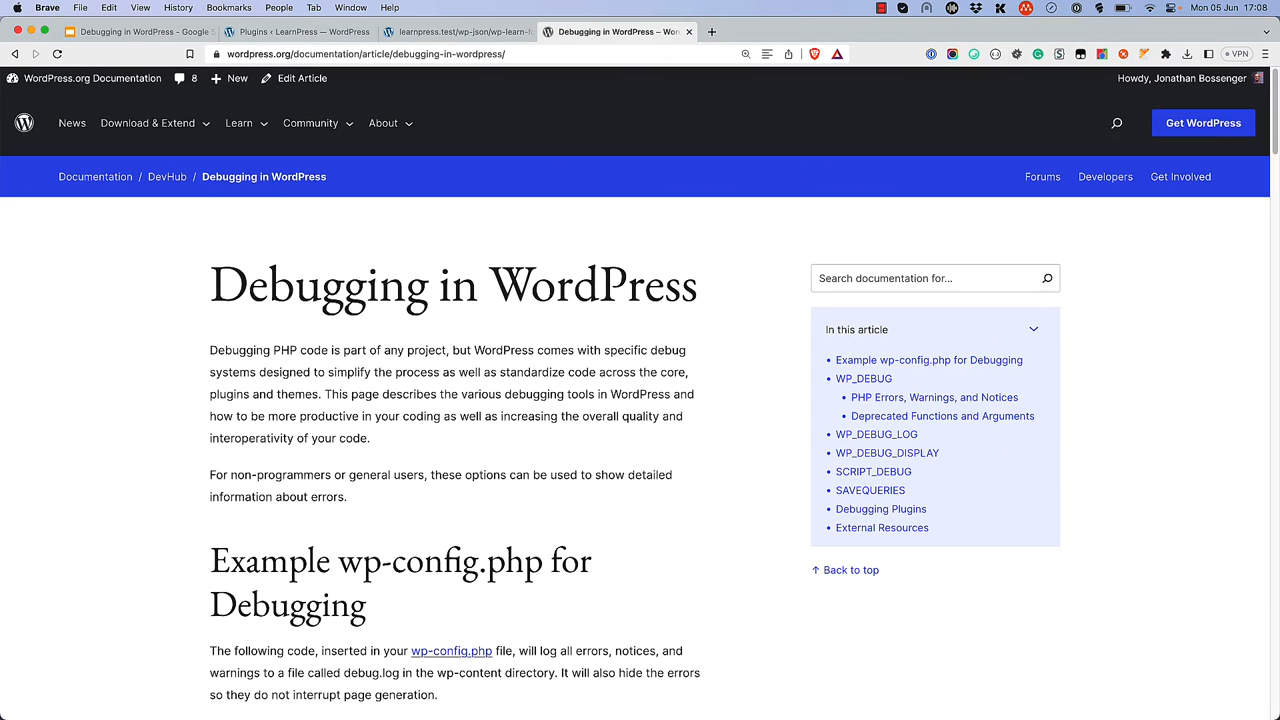 Brave File Edit View History Bookmarks People Tab Window Help Mon 05 Jun 17:08
Debugging in WordPress - Google S
Plugins ‹ LearnPress — WordPress
learnpress.test/wp-json/wp-learn-fo
Debugging in WordPress – Wor
wordpress.org/documentation/article/debugging-in-wordpress/
VPN
WordPress.org Documentation 8 New Edit Article Howdy, Jonathan Bossenger
News Download & Extend Learn Community About Get WordPress
Documentation / DevHub / Debugging in WordPress Forums Developers Get Involved
Debugging in WordPress
Debugging PHP code is part of any project, but WordPress comes with specific debug
systems designed to simplify the process as well as standardize code across the core,
plugins and themes. This page describes the various debugging tools in WordPress and
how to be more productive in your coding as well as increasing the overall quality and
interoperativity of your code.
For non-programmers or general users, these options can be used to show detailed
information about errors.
Example wp-config.php for
Debugging
The following code, inserted in your wp-config.php file, will log all errors, notices, and
warnings to a file called debug.log in the wp-content directory. It will also hide the errors
so they do not interrupt page generation.
Search documentation for...
In this article
• Example wp-config.php for Debugging
• WP_DEBUG
• PHP Errors, Warnings, and Notices
• Deprecated Functions and Arguments
• WP_DEBUG_LOG
• WP_DEBUG_DISPLAY
• SCRIPT_DEBUG
• SAVEQUERIES
• Debugging Plugins
• External Resources
↑ Back to top